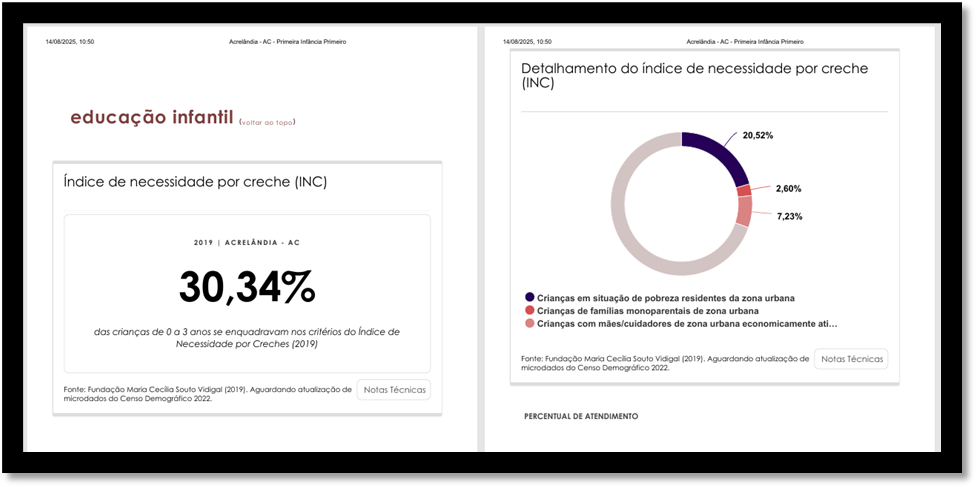 14/08/2025, 10:50
Acrelândia - AC - Primeira Infância Primeiro
educação infantil (voltar ao topo)
Índice de necessidade por creche (INC)
2019 | ACRELÂNDIA - AC
30,34%
das crianças de 0 a 3 anos se enquadravam nos critérios do Índice de
Necessidade por Creches (2019)
Fonte: Fundação Maria Cecília Souto Vidigal (2019). Aguardando atualização de
microdados do Censo Demográfico 2022.
Notas Técnicas
14/08/2025, 10:50
Acrelândia - AC - Primeira Infância Primeiro
Detalhamento do índice de necessidade por creche
(INC)
20,52%
2,60%
7,23%
Crianças em situação de pobreza residentes da zona urbana
Crianças de famílias monoparentais de zona urbana
Crianças com mães/cuidadores de zona urbana economicamente ati...
Fonte: Fundação Maria Cecília Souto Vidigal (2019). Aguardando atualização de
microdados do Censo Demográfico 2022.
Notas Técnicas
PERCENTUAL DE ATENDIMENTO